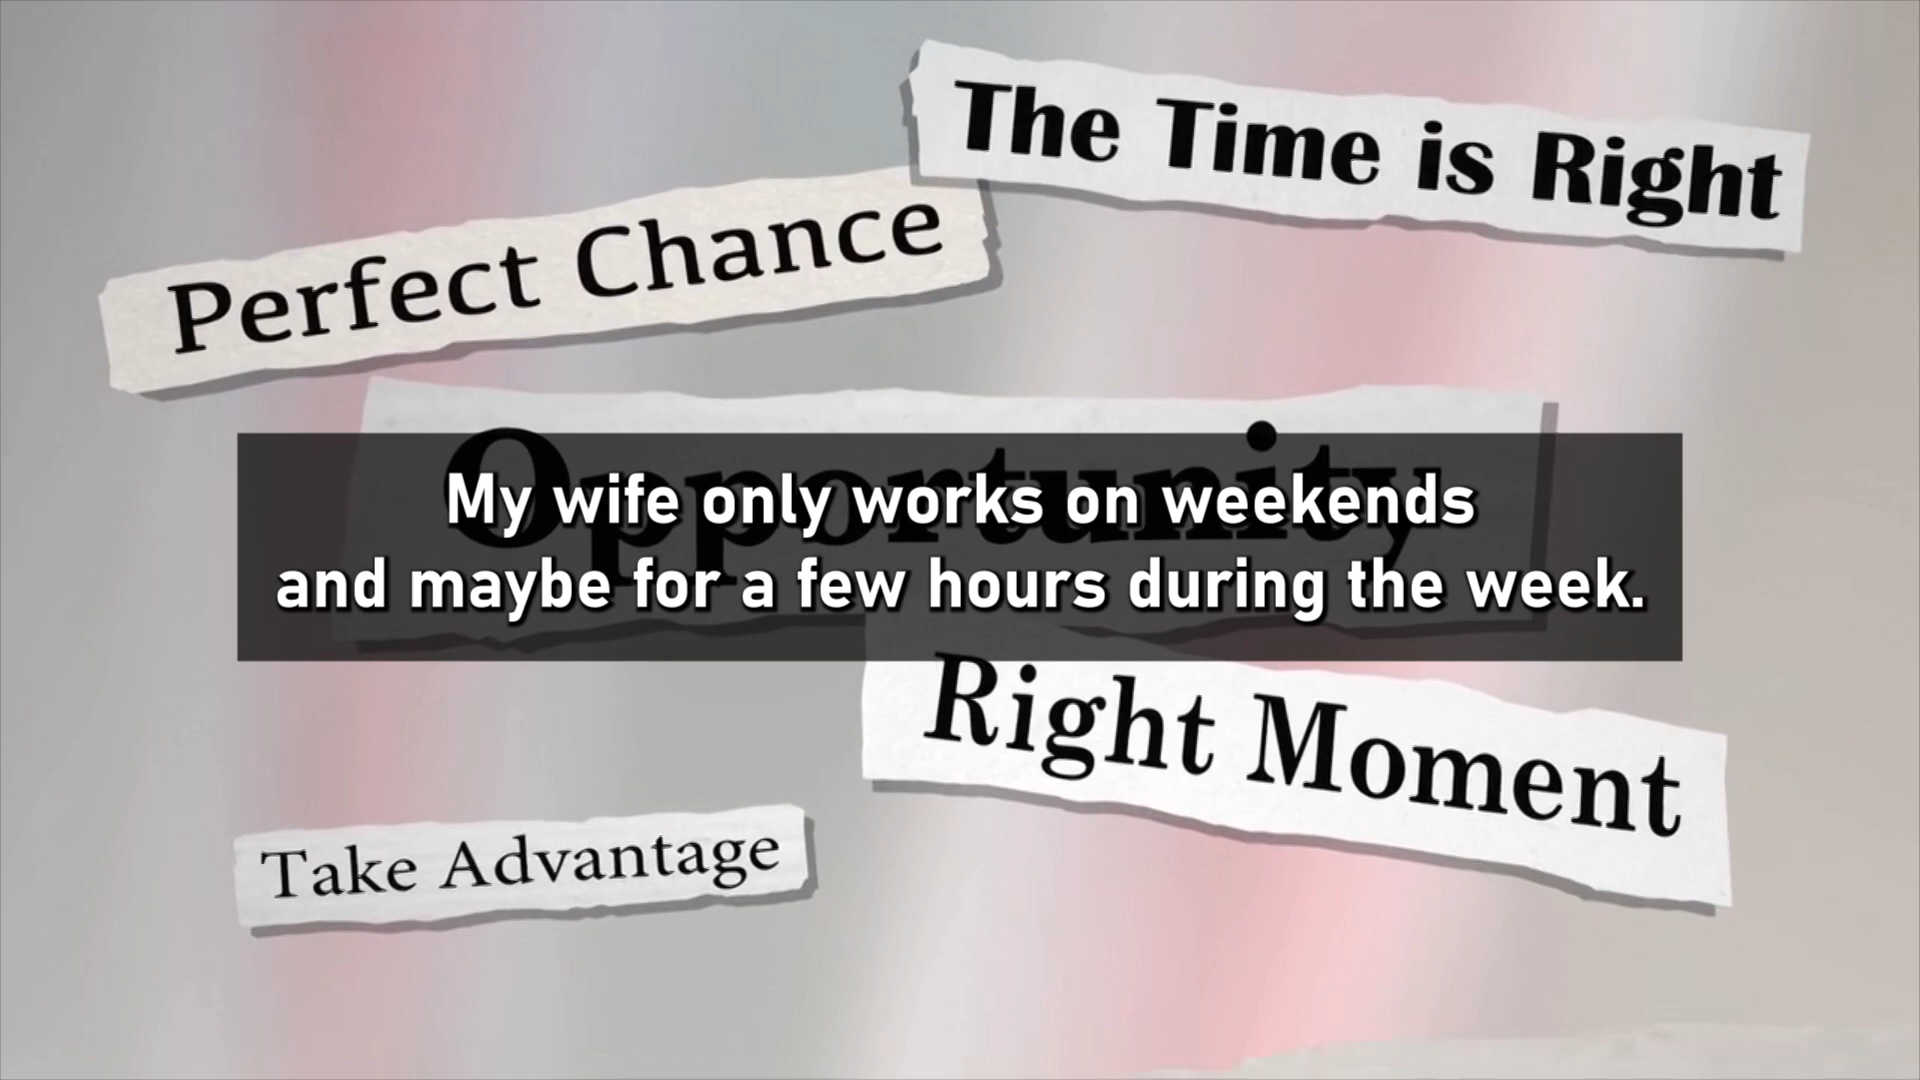 The Time is Right
Perfect Chance
Opportunity
My wife only works on weekends
and maybe for a few hours during the week.
Right Moment
Take Advantage